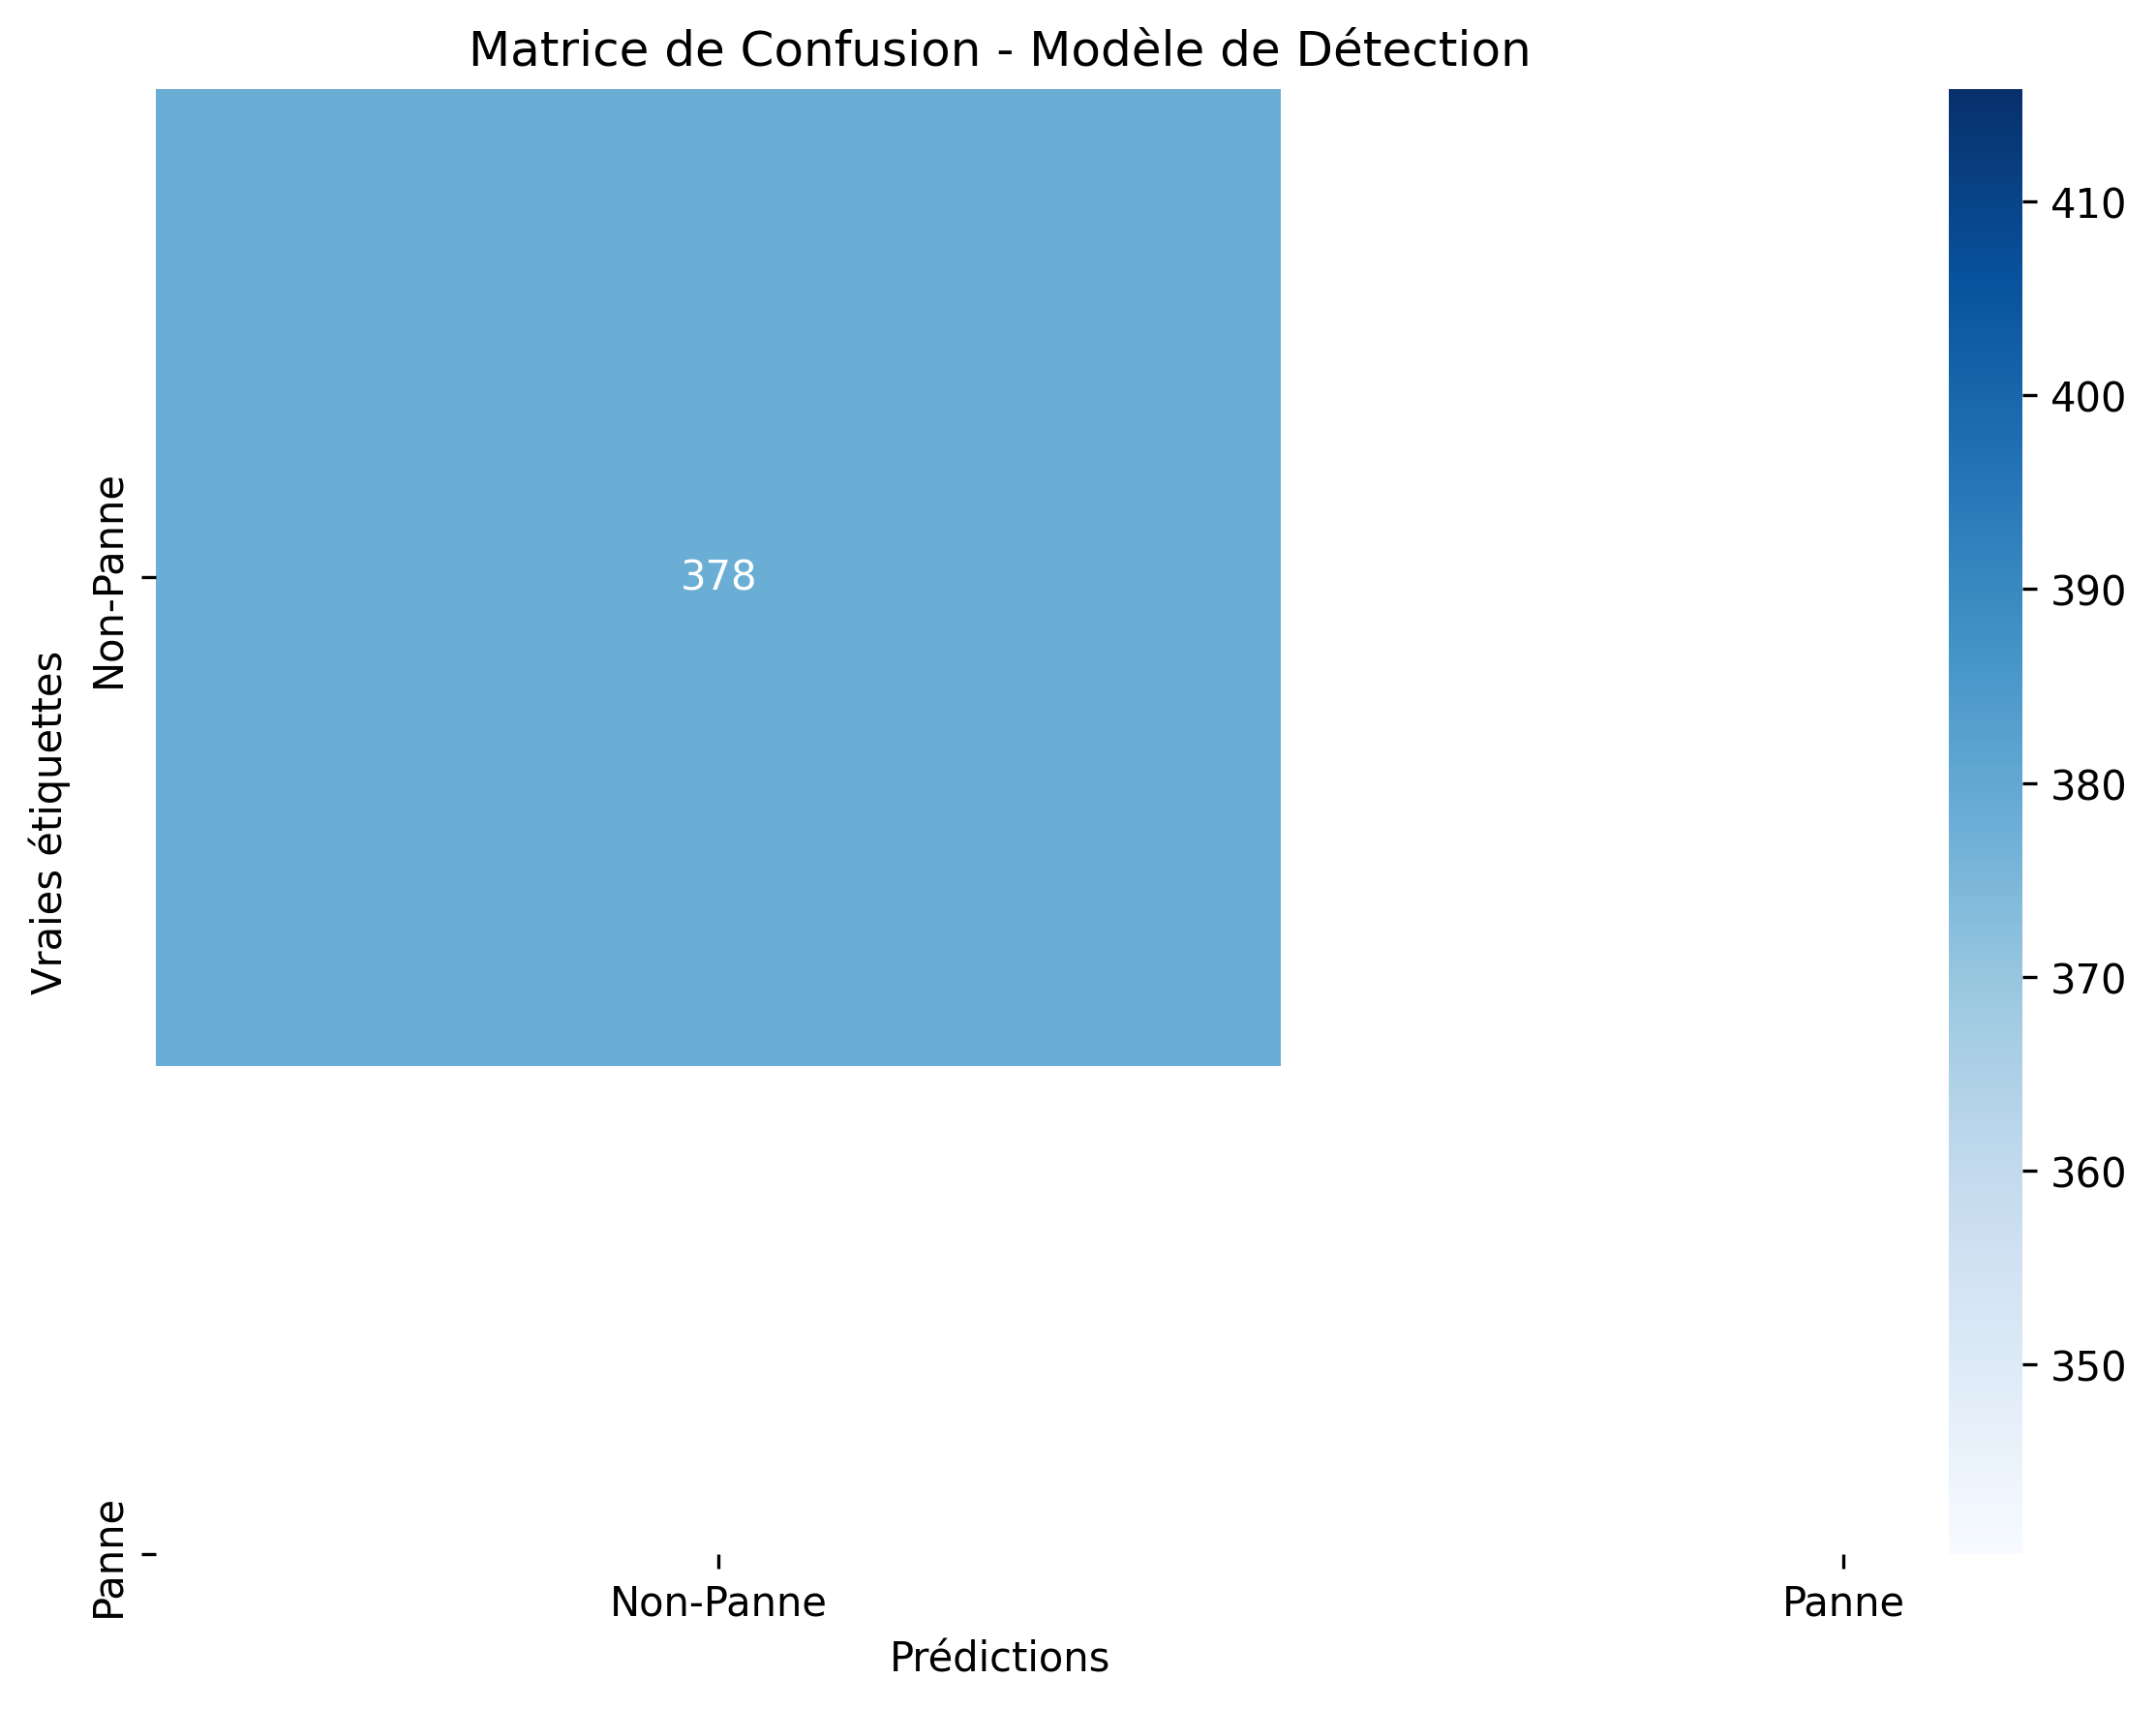 Matrice de Confusion - Modèle de Détection
Vraies étiquettes
Non-Panne
Panne
378
Non-Panne
Panne
Prédictions
410
400
390
380
370
360
350